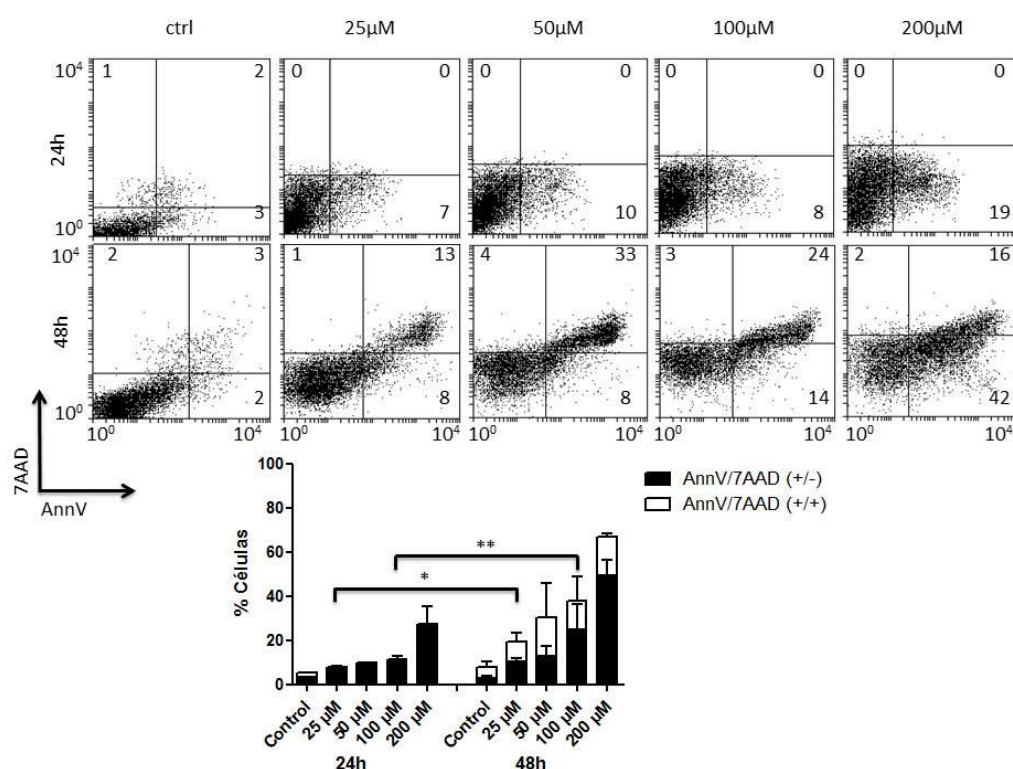 ctrl 25µM 50µM 100µM 200µM
10⁴ 1 2 0 0 0 0 0 0 0 0
24h
10⁰ 3 7 10 8 19
10⁴ 2 3 1 13 4 33 3 24 2 16
48h
10⁰ 2 8 8 14 42
10⁰ 10⁴ 10⁰ 10⁴ 10⁰ 10⁴ 10⁰ 10⁴ 10⁰ 10⁴
7AAD
AnnV
AnnV/7AAD (+/-)
AnnV/7AAD (+/+)
% Células
100
80
60
40
20
0
**
*
Control 25 µM 50 µM 100 µM 200 µM Control 25 µM 50 µM 100 µM 200 µM
24h 48h